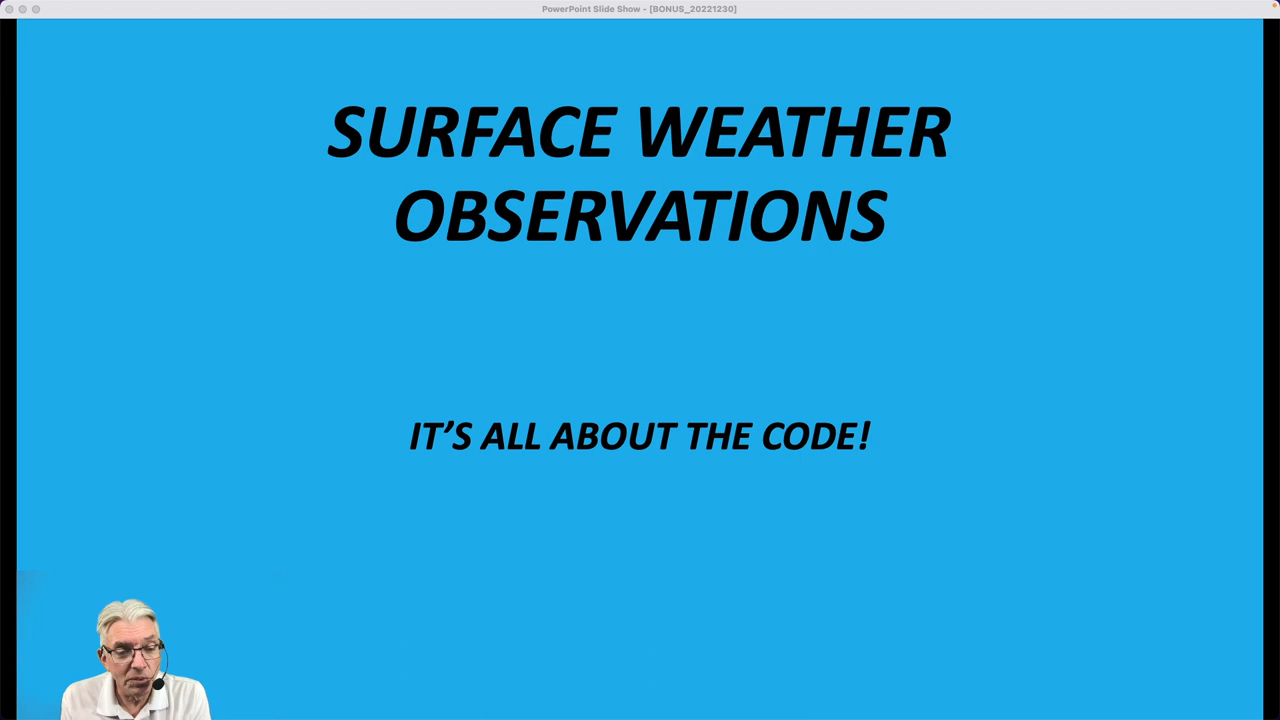 PowerPoint Slide Show - [BONUS_20221230]
SURFACE WEATHER
OBSERVATIONS
IT’S ALL ABOUT THE CODE!